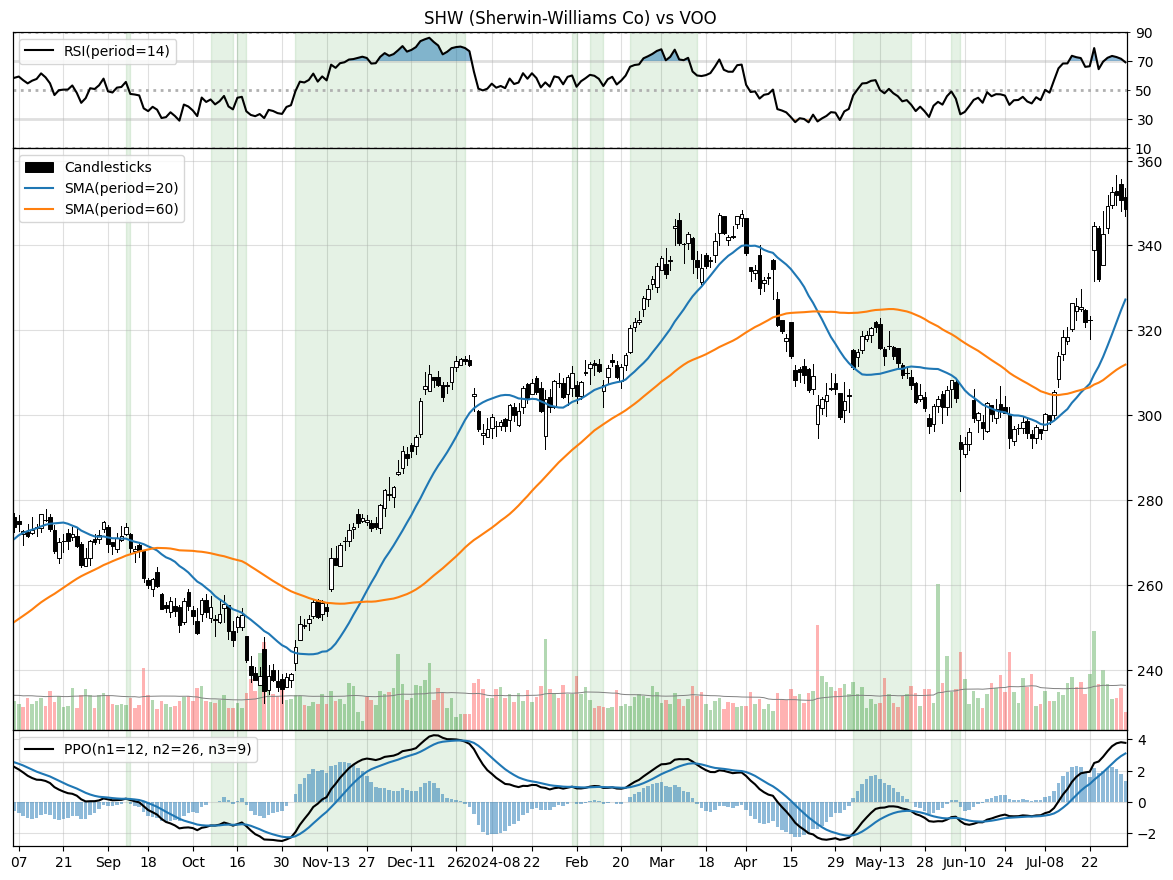 SHW (Sherwin-Williams Co) vs VOO
RSI(period=14)
90
70
50
30
10
Candlesticks
SMA(period=20)
SMA(period=60)
360
340
320
300
280
260
240
PPO(n1=12, n2=26, n3=9)
4
2
0
−2
07 21 Sep 18 Oct 16 30 Nov-13 27 Dec-11 26 2024-08 22 Feb 20 Mar 18 Apr 15 29 May-13 28 Jun-10 24 Jul-08 22